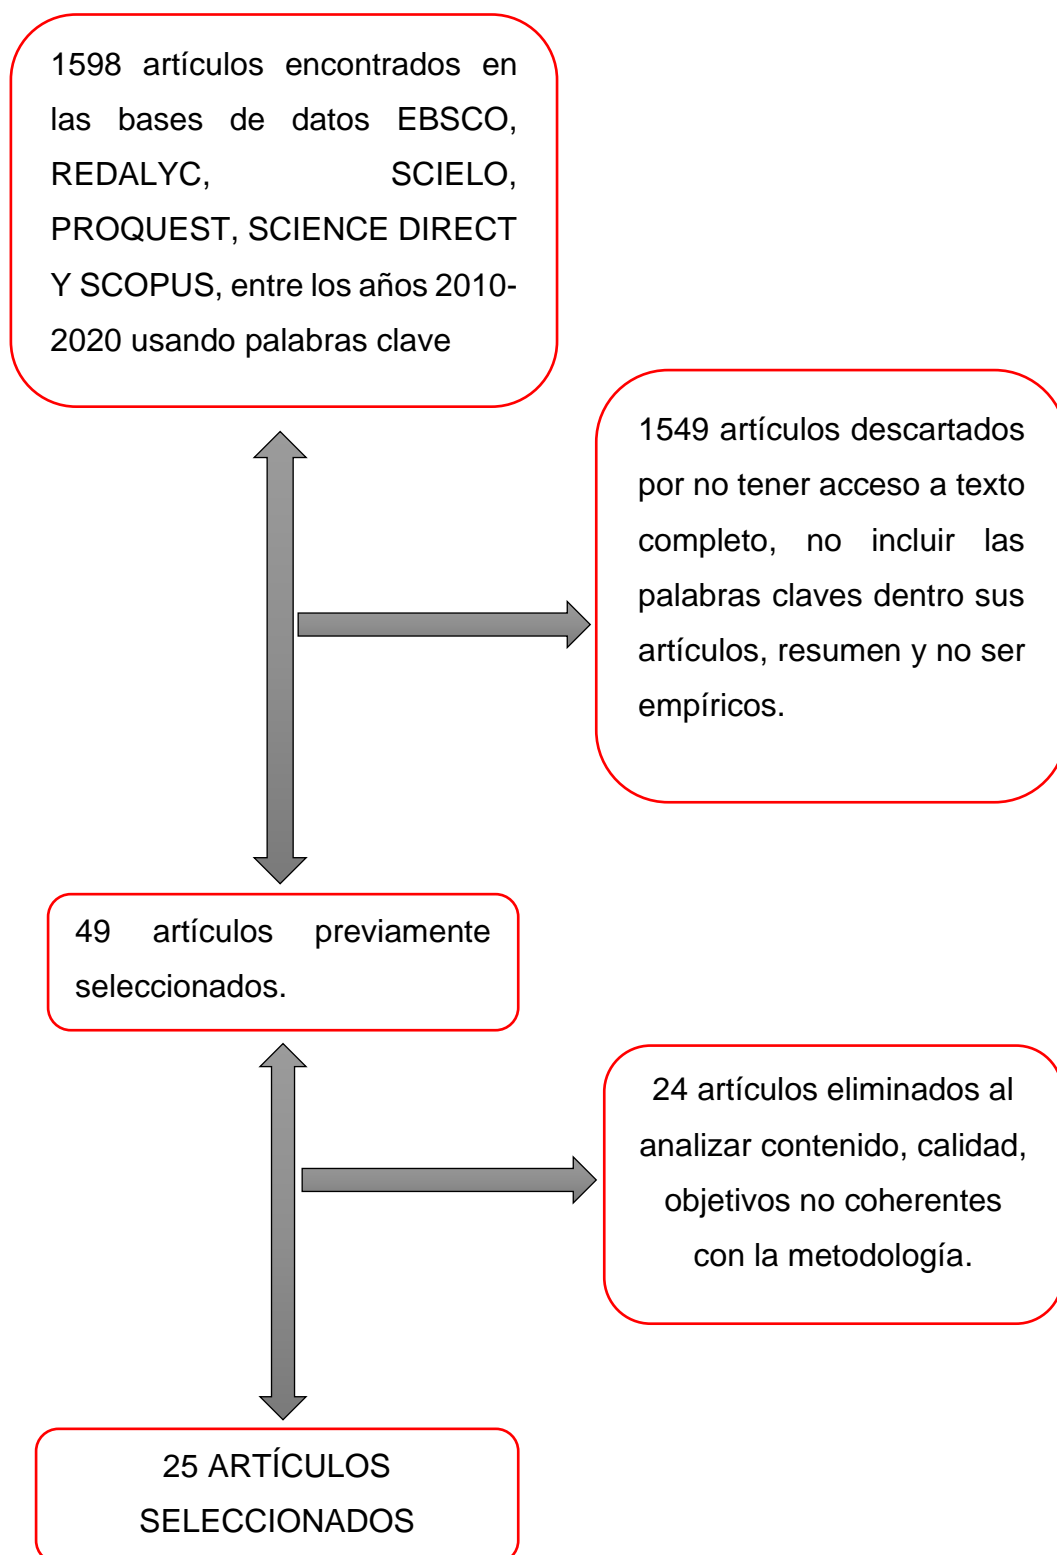 1598 artículos encontrados en
las bases de datos EBSCO,
REDALYC, SCIELO,
PROQUEST, SCIENCE DIRECT
Y SCOPUS, entre los años 2010-
2020 usando palabras clave
1549 artículos descartados
por no tener acceso a texto
completo, no incluir las
palabras claves dentro sus
artículos, resumen y no ser
empíricos.
49 artículos previamente
seleccionados.
24 artículos eliminados al
analizar contenido, calidad,
objetivos no coherentes
con la metodología.
25 ARTÍCULOS
SELECCIONADOS